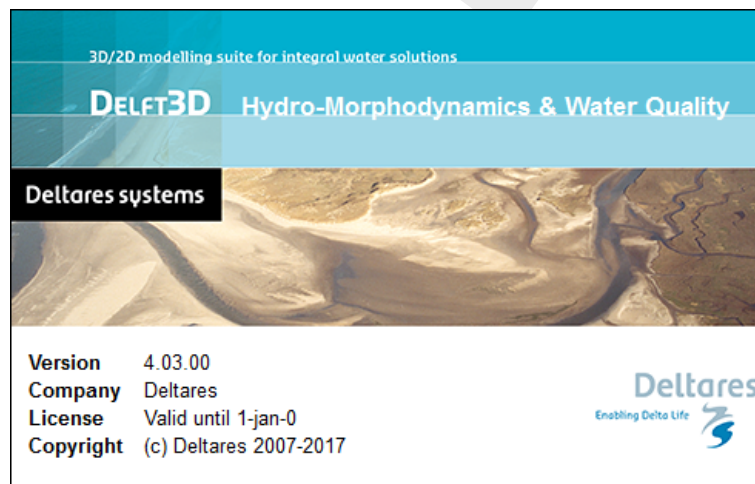 3D/2D modelling suite for integral water solutions
DELFT3D Hydro-Morphodynamics & Water Quality
Deltares systems
Version 4.03.00
Company Deltares
License Valid until 1-jan-0
Copyright (c) Deltares 2007-2017
Deltares
Enabling Delta Life